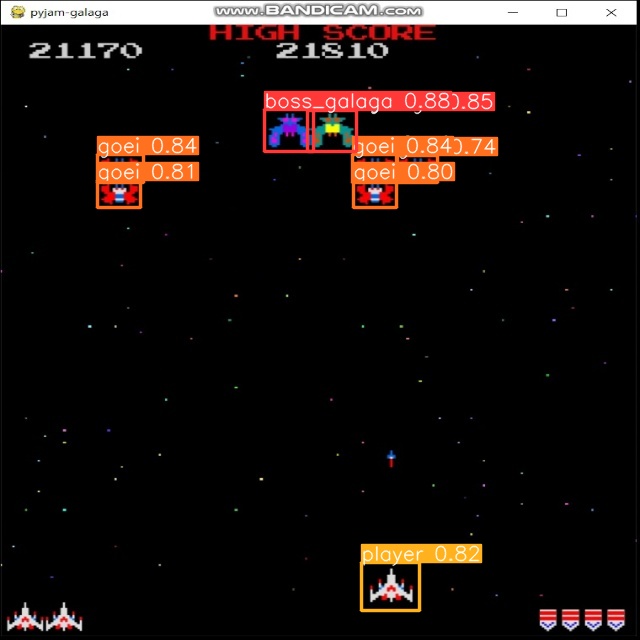 pyjam-galaga
www.BANDICAM.com
HIGH SCORE
21170 21810
boss_galaga 0.88 0.85
goei 0.84 goei 0.84 0.74
goei 0.81 goei 0.80
player 0.82